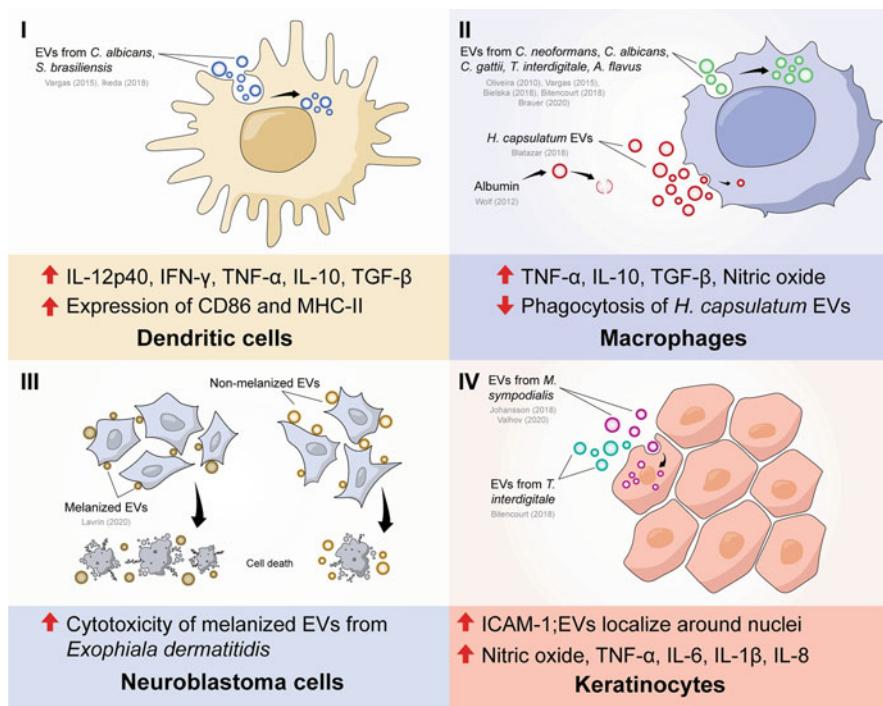 I
EVs from C. albicans,
S. brasiliensis
Vargas (2015), Ikeda (2018)
IL-12p40, IFN-γ, TNF-α, IL-10, TGF-β
Expression of CD86 and MHC-II
Dendritic cells
II
EVs from C. neoformans, C. albicans,
C. gattii, T. interdigitale, A. flavus
Oliveira (2010), Vargas (2015),
Bielska (2018), Bitencourt (2018)
Brauer (2020)
H. capsulatum EVs
Blatazar (2018)
Albumin
Wolf (2012)
TNF-α, IL-10, TGF-β, Nitric oxide
Phagocytosis of H. capsulatum EVs
Macrophages
III
Non-melanized EVs
Melanized EVs
Lavrin (2020)
Cell death
Cytotoxicity of melanized EVs from
Exophiala dermatitidis
Neuroblastoma cells
IV
EVs from M.
sympodialis
Johansson (2018)
Valhov (2020)
EVs from T.
interdigitale
Bitencourt (2018)
ICAM-1;EVs localize around nuclei
Nitric oxide, TNF-α, IL-6, IL-1β, IL-8
Keratinocytes